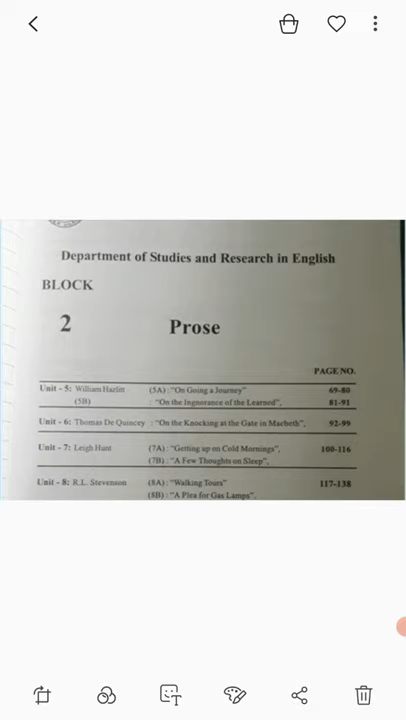 Department of Studies and Research in English
BLOCK
2 Prose
PAGE NO.
Unit - 5: William Hazlitt (5A) : "On Going a Journey" 69-80
(5B) : "On the Ingnorance of the Learned", 81-91
Unit - 6: Thomas De Quincey : "On the Knocking at the Gate in Macbeth", 92-99
Unit - 7: Leigh Hunt (7A) : "Getting up on Cold Mornings", 100-116
(7B) : "A Few Thoughts on Sleep",
Unit - 8: R.L. Stevenson (8A) : "Walking Tours" 117-138
(8B) : "A Plea for Gas Lamps",